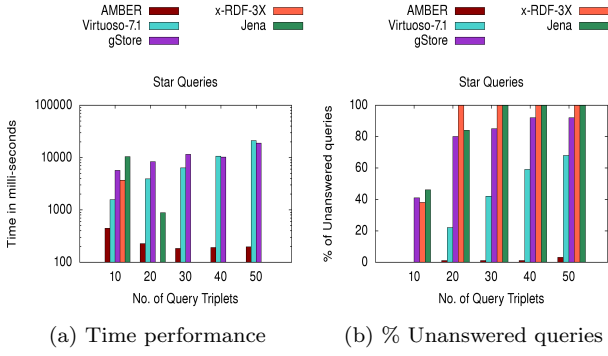 AMBER
Virtuoso-7.1
gStore
x-RDF-3X
Jena
Star Queries
Time in milli-seconds
100000
10000
1000
100
10 20 30 40 50
No. of Query Triplets
(a) Time performance
AMBER
Virtuoso-7.1
gStore
x-RDF-3X
Jena
Star Queries
% of Unanswered queries
100
80
60
40
20
0
10 20 30 40 50
No. of Query Triplets
(b) % Unanswered queries